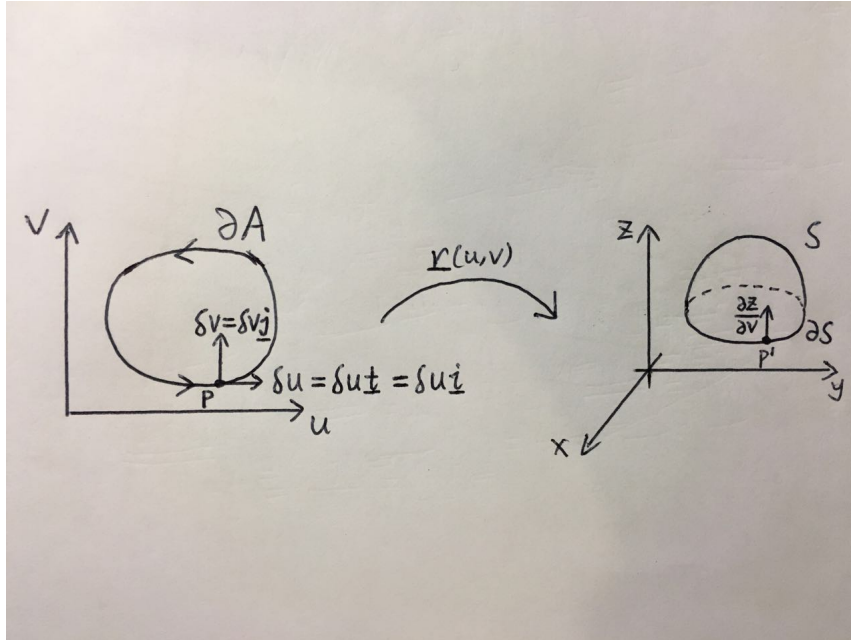 V
∂A
δv=δvj
P
δu = δut = δui
u
r(u,v)
z
S
∂z/∂v
∂S
P'
y
x